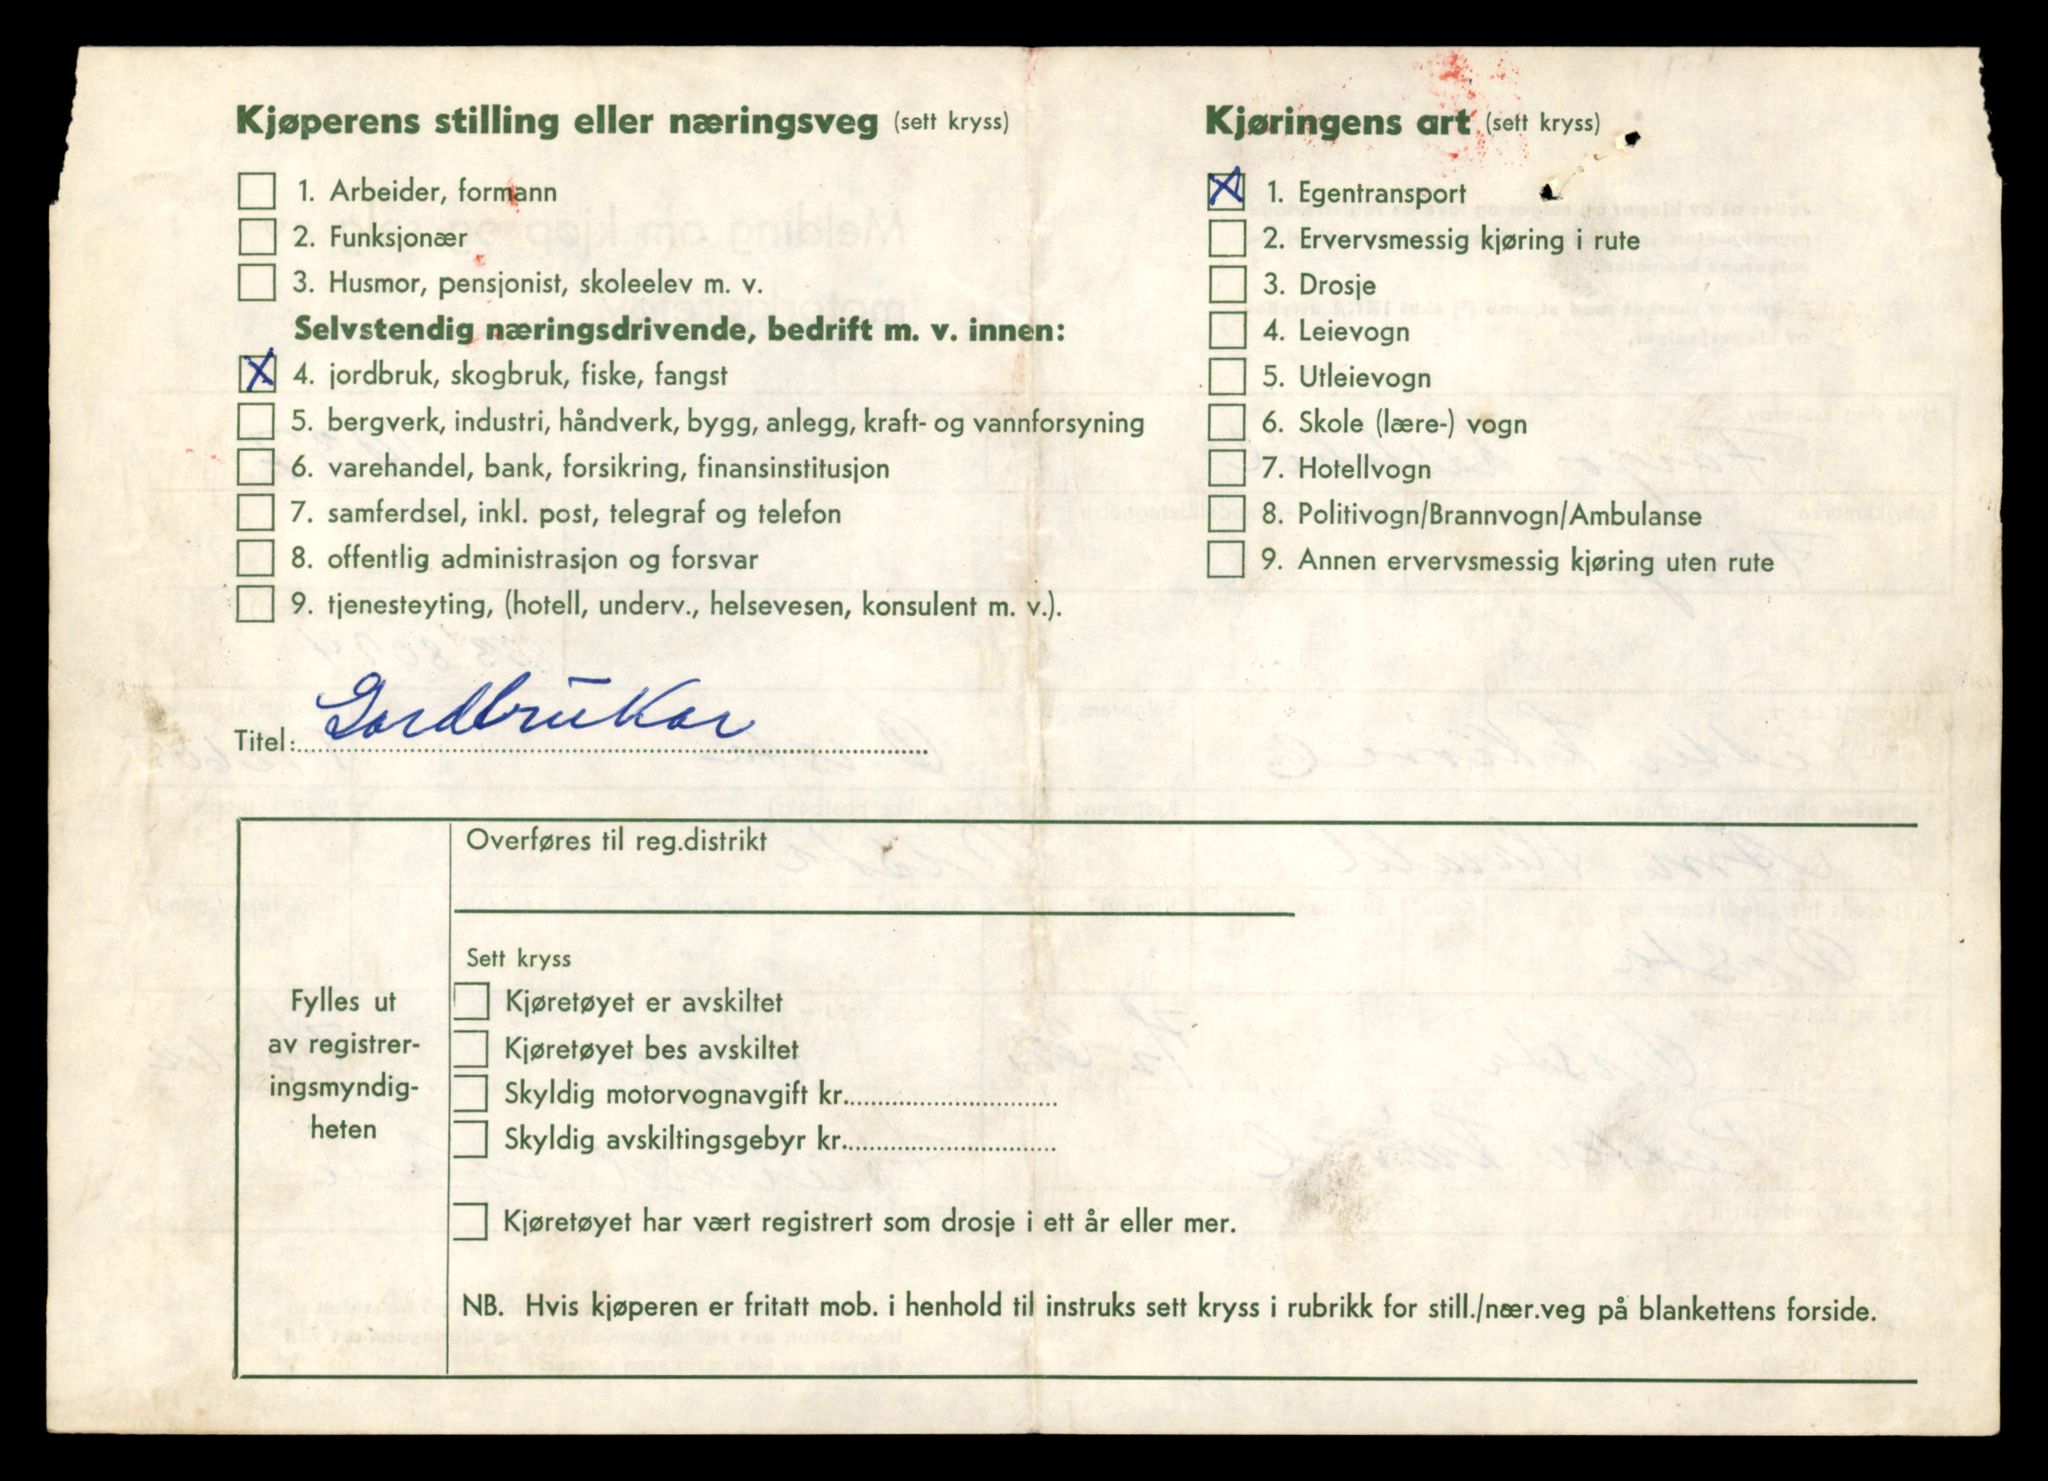 Kjøperens stilling eller næringsveg (sett kryss)
1. Arbeider, formann
2. Funksjonær
3. Husmor, pensjonist, skoleelev m. v.
Selvstendig næringsdrivende, bedrift m. v. innen:
X 4. jordbruk, skogbruk, fiske, fangst
5. bergverk, industri, håndverk, bygg, anlegg, kraft- og vannforsyning
6. varehandel, bank, forsikring, finansinstitusjon
7. samferdsel, inkl. post, telegraf og telefon
8. offentlig administrasjon og forsvar
9. tjenesteyting, (hotell, underv., helsevesen, konsulent m. v.).
Titel: Jordbrukar
Kjøringens art (sett kryss)
X 1. Egentransport
2. Ervervsmessig kjøring i rute
3. Drosje
4. Leievogn
5. Utleievogn
6. Skole (lære-) vogn
7. Hotellvogn
8. Politivogn/Brannvogn/Ambulanse
9. Annen ervervsmessig kjøring uten rute
Fylles ut
av registrer-
ingsmyndig-
heten
Overføres til reg.distrikt
Sett kryss
Kjøretøyet er avskiltet
Kjøretøyet bes avskiltet
Skyldig motorvognavgift kr.
Skyldig avskiltingsgebyr kr.
Kjøretøyet har vært registrert som drosje i ett år eller mer.
NB. Hvis kjøperen er fritatt mob. i henhold til instruks sett kryss i rubrikk for still./nær.veg på blankettens forside.